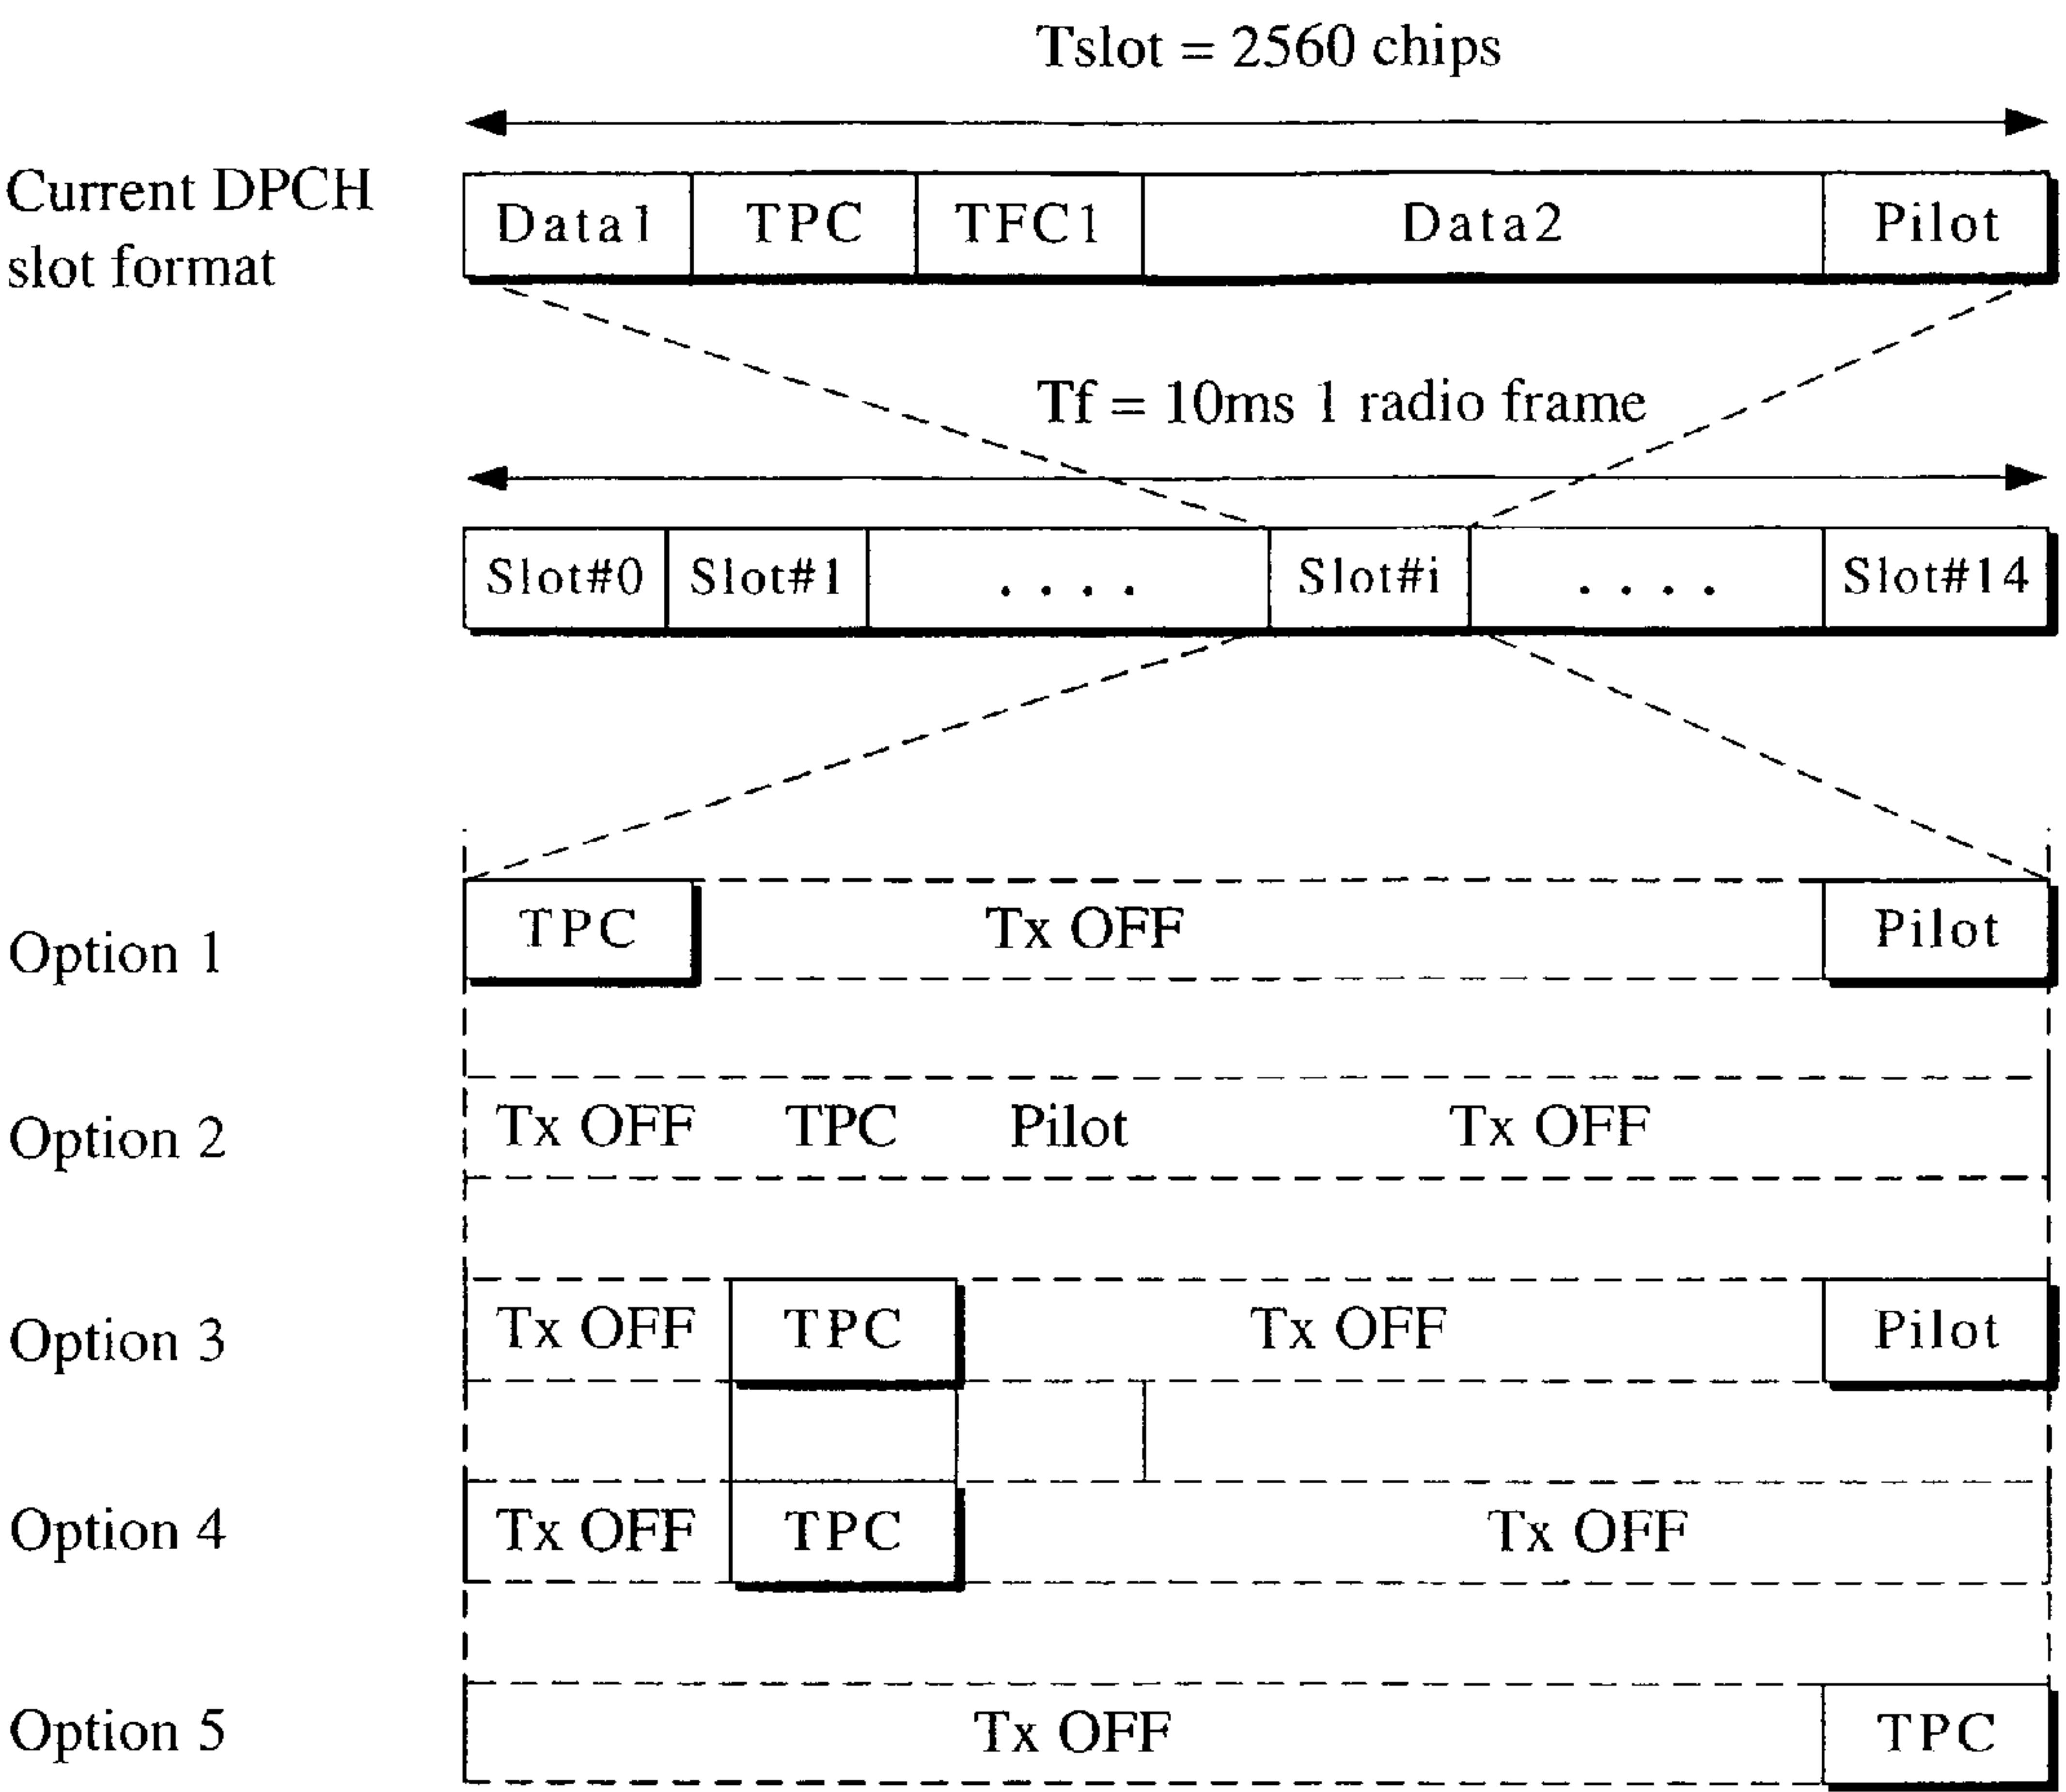 Tslot = 2560 chips
Current DPCH
slot format
Data1 TPC TFC1 Data2 Pilot
Tf = 10ms 1 radio frame
Slot#0 Slot#1 . . . . Slot#i . . . . Slot#14
Option 1 TPC Tx OFF Pilot
Option 2 Tx OFF TPC Pilot Tx OFF
Option 3 Tx OFF TPC Tx OFF Pilot
Option 4 Tx OFF TPC Tx OFF
Option 5 Tx OFF TPC